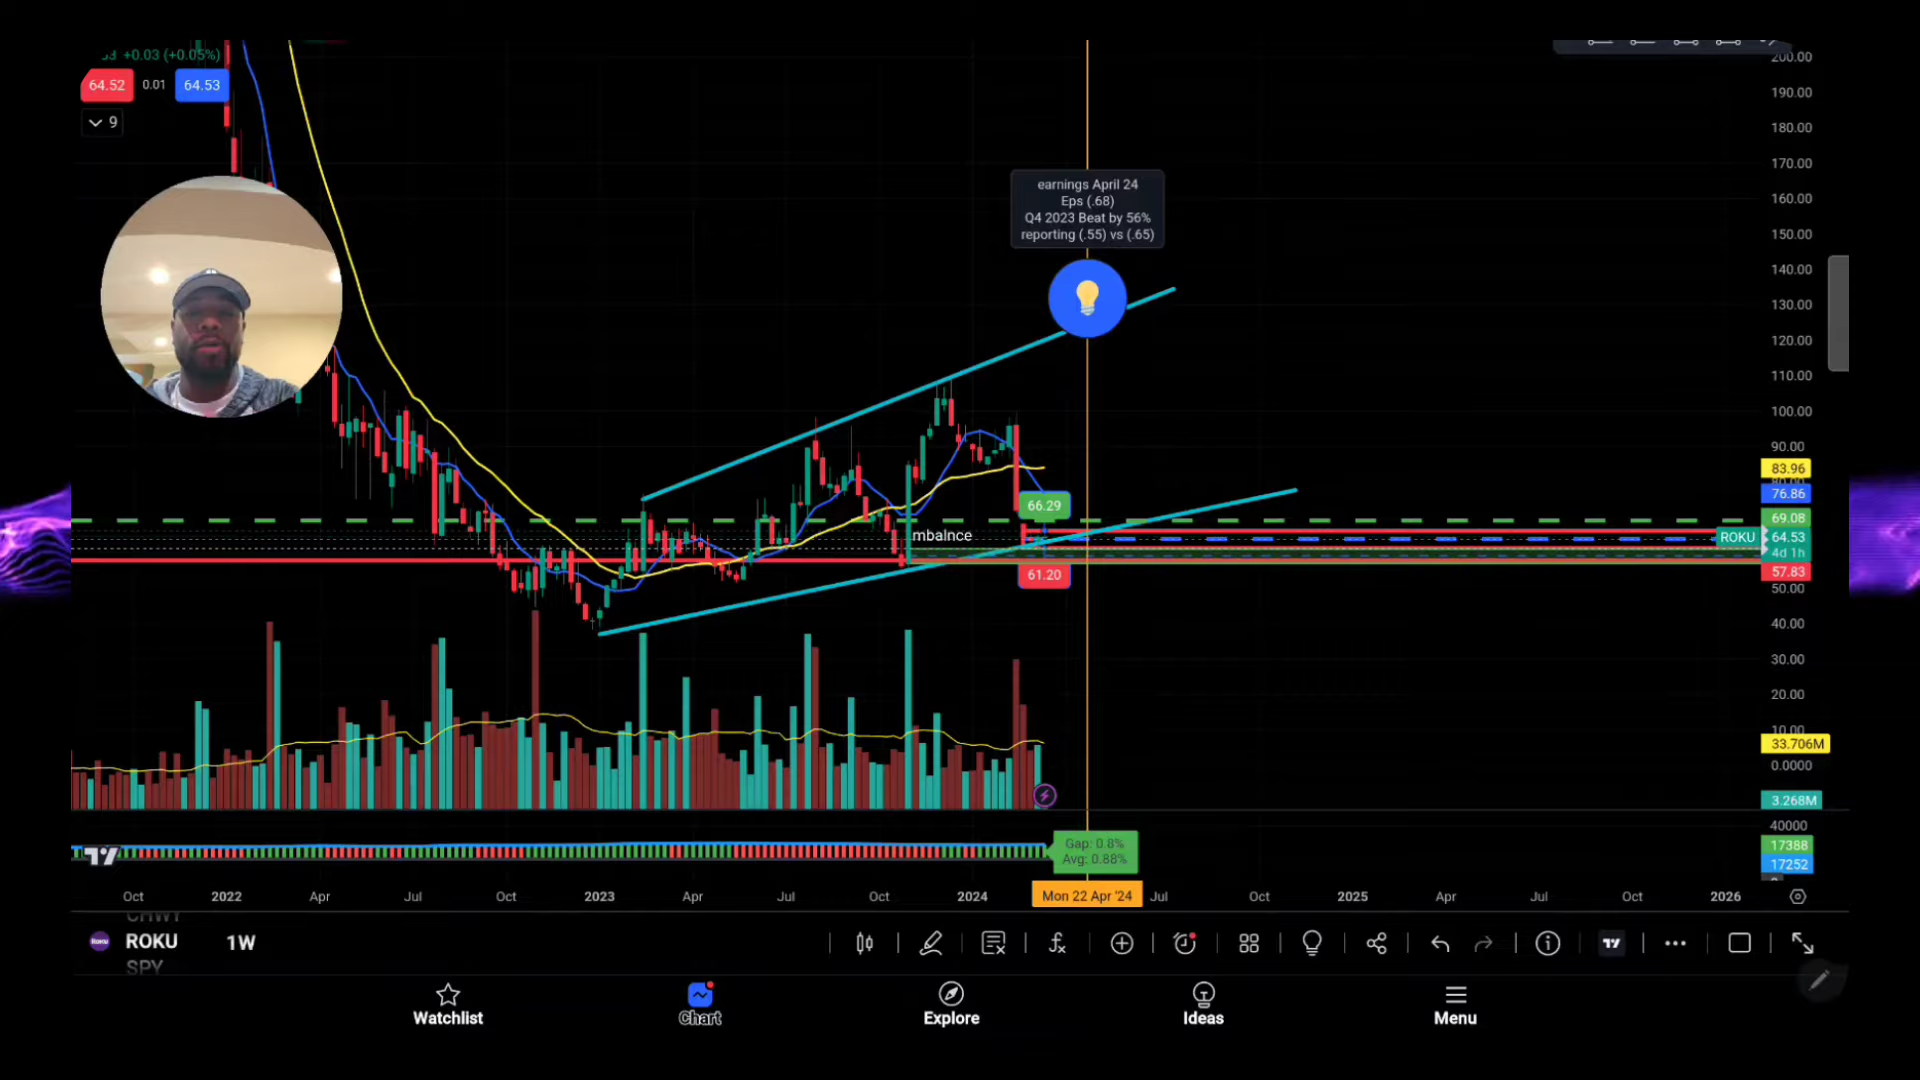 +0.03 (+0.05%)
64.52
0.01
64.53
9
earnings April 24
Eps (.68)
Q4 2023 Beat by 56%
reporting (.55) vs (.65)
200.00
190.00
180.00
170.00
160.00
150.00
140.00
130.00
120.00
110.00
100.00
90.00
83.96
76.86
69.08
ROKU
64.53
4d 1h
57.83
50.00
40.00
30.00
20.00
10.00
33.706M
0.0000
3.268M
40000
17388
17252
66.29
mbalnce
61.20
Gap: 0.8%
Avg: 0.88%
Oct
2022
Apr
Jul
Oct
2023
Apr
Jul
Oct
2024
Mon 22 Apr '24
Jul
Oct
2025
Apr
Jul
Oct
2026
CHWY
ROKU
1W
SPY
Watchlist
Chart
Explore
Ideas
Menu